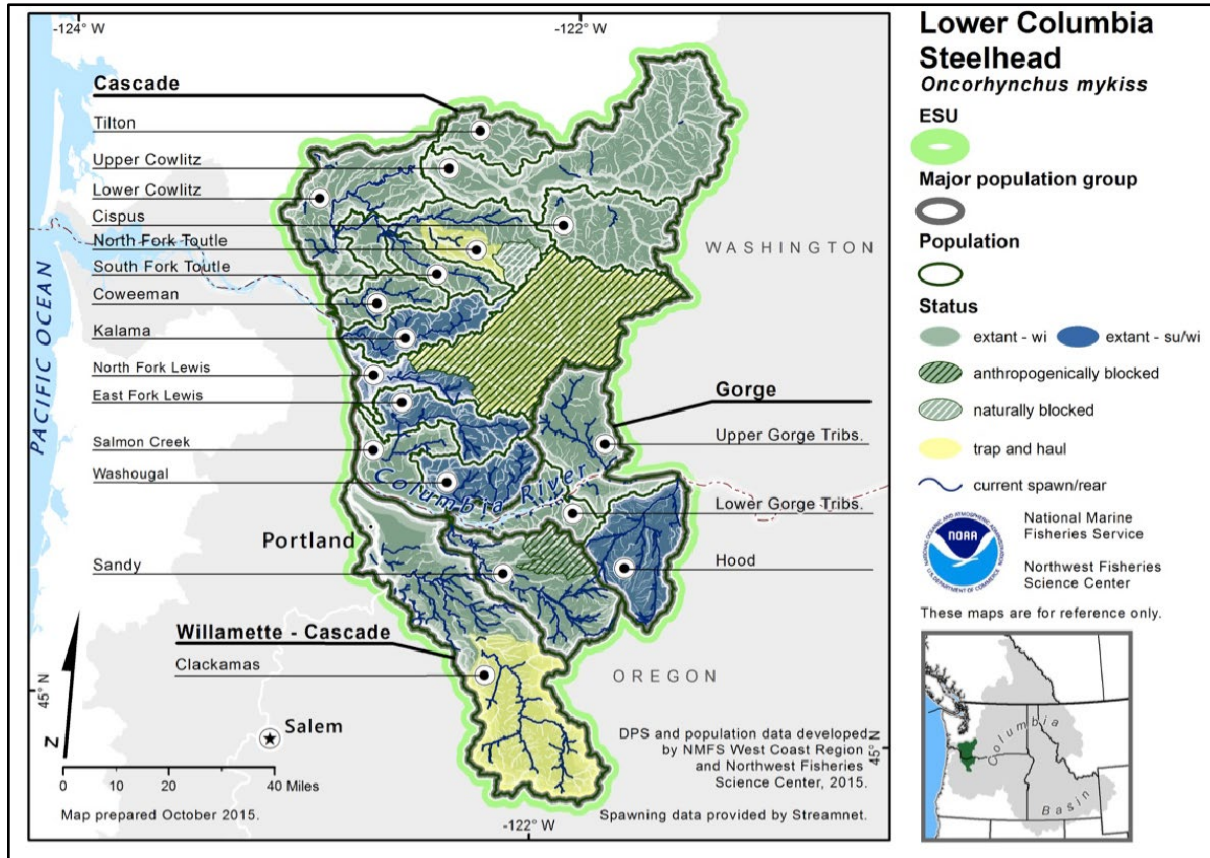 -124° W
-122° W
Cascade
Tilton
Upper Cowlitz
Lower Cowlitz
Cispus
North Fork Toutle
South Fork Toutle
Coweeman
Kalama
North Fork Lewis
East Fork Lewis
Salmon Creek
Washougal
Portland
Sandy
Willamette - Cascade
Clackamas
PACIFIC OCEAN
WASHINGTON
Gorge
Upper Gorge Tribs.
Columbia River
Lower Gorge Tribs.
Hood
OREGON
45° N
N
Salem
0 10 20 40 Miles
Map prepared October 2015.
-122° W
DPS and population data developed
by NMFS West Coast Region
and Northwest Fisheries
Science Center, 2015.
45° N
Spawning data provided by Streamnet.
Lower Columbia
Steelhead
Oncorhynchus mykiss
ESU
Major population group
Population
Status
extant - wi
extant - su/wi
anthropogenically blocked
naturally blocked
trap and haul
current spawn/rear
NOAA
National Marine
Fisheries Service
Northwest Fisheries
Science Center
These maps are for reference only.
Columbia
Basin